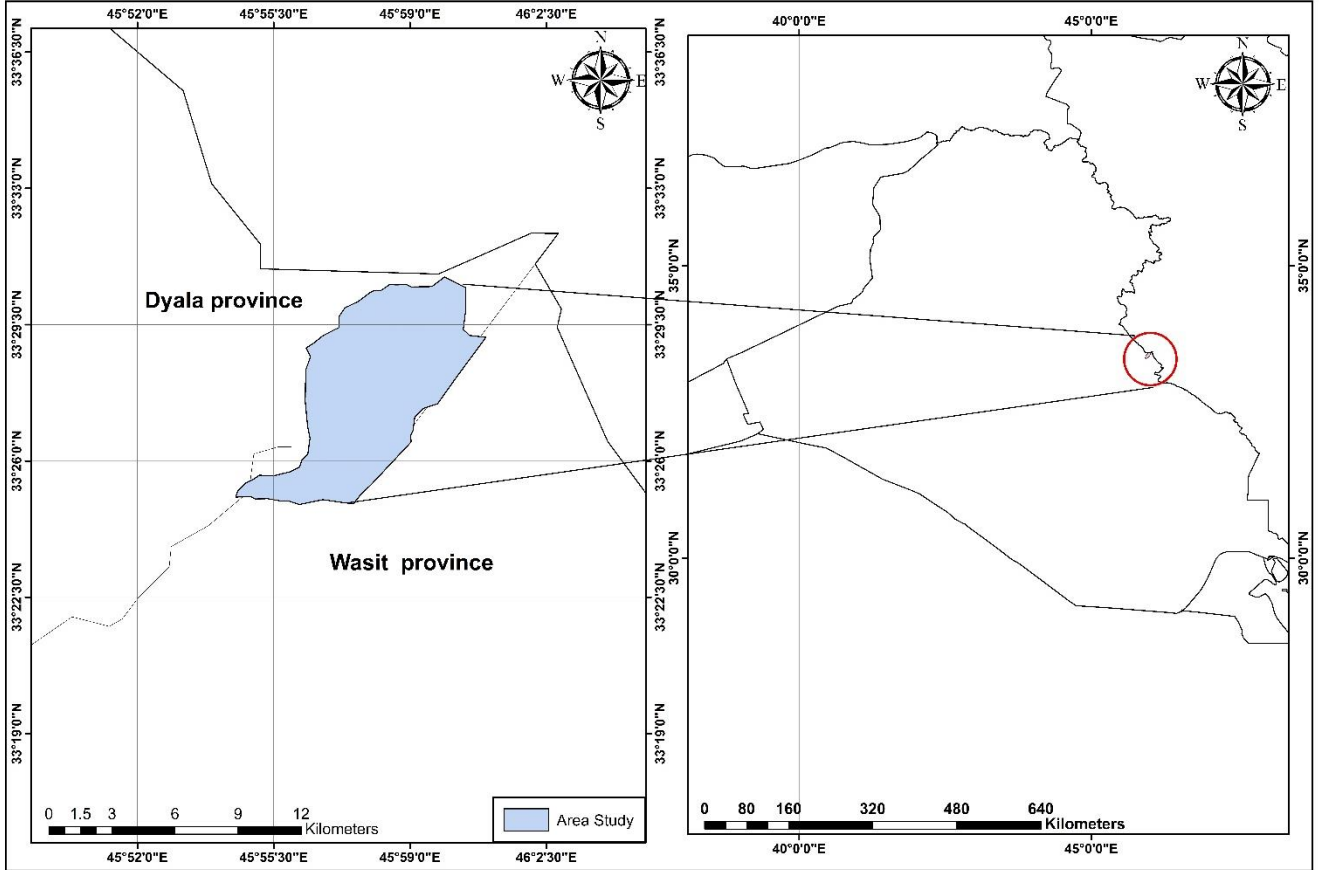 45°52'0"E 45°55'30"E 45°59'0"E 46°2'30"E
40°0'0"E 45°0'0"E
N
W E
S
N
W E
S
33°36'30"N 33°36'30"N
33°33'0"N 33°33'0"N
35°0'0"N 35°0'0"N
Dyala province
33°29'30"N 33°29'30"N
33°26'0"N 33°26'0"N
Wasit province
30°0'0"N 30°0'0"N
33°22'30"N 33°22'30"N
33°19'0"N 33°19'0"N
0 1.5 3 6 9 12
Kilometers
Area Study
0 80 160 320 480 640
Kilometers
45°52'0"E 45°55'30"E 45°59'0"E 46°2'30"E
40°0'0"E 45°0'0"E